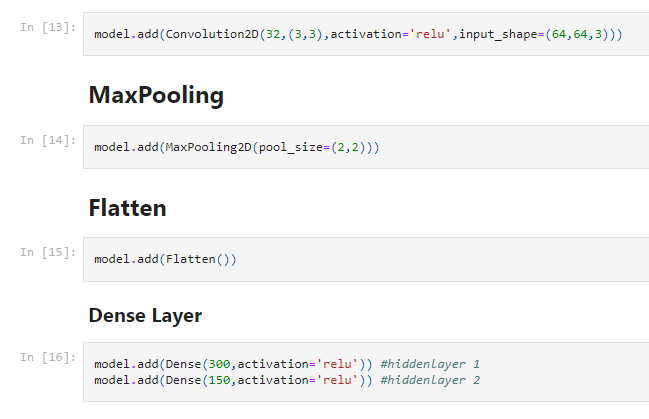 In [13]:
model.add(Convolution2D(32,(3,3),activation='relu',input_shape=(64,64,3)))
MaxPooling
In [14]:
model.add(MaxPooling2D(pool_size=(2,2)))
Flatten
In [15]:
model.add(Flatten())
Dense Layer
In [16]:
model.add(Dense(300,activation='relu')) #hiddenlayer 1
model.add(Dense(150,activation='relu')) #hiddenlayer 2